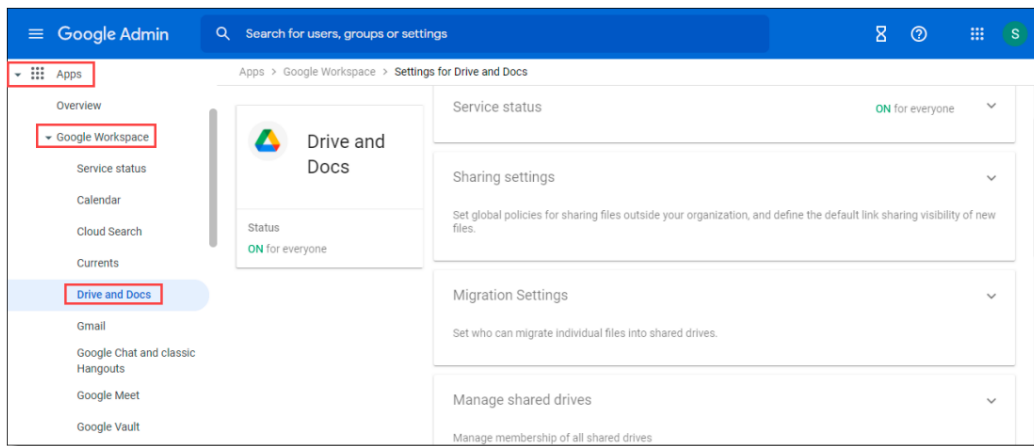 Google Admin
Search for users, groups or settings
S
Apps
Overview
Google Workspace
Service status
Calendar
Cloud Search
Currents
Drive and Docs
Gmail
Google Chat and classic
Hangouts
Google Meet
Google Vault
Apps > Google Workspace > Settings for Drive and Docs
Drive and
Docs
Status
ON for everyone
Service status
ON for everyone
Sharing settings
Set global policies for sharing files outside your organization, and define the default link sharing visibility of new
files.
Migration Settings
Set who can migrate individual files into shared drives.
Manage shared drives
Manage membership of all shared drives